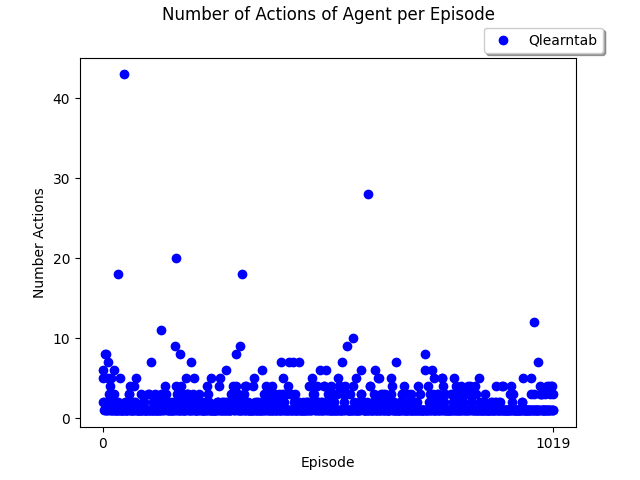 Number of Actions of Agent per Episode
Qlearntab
40
30
20
10
0
Number Actions
0 1019
Episode